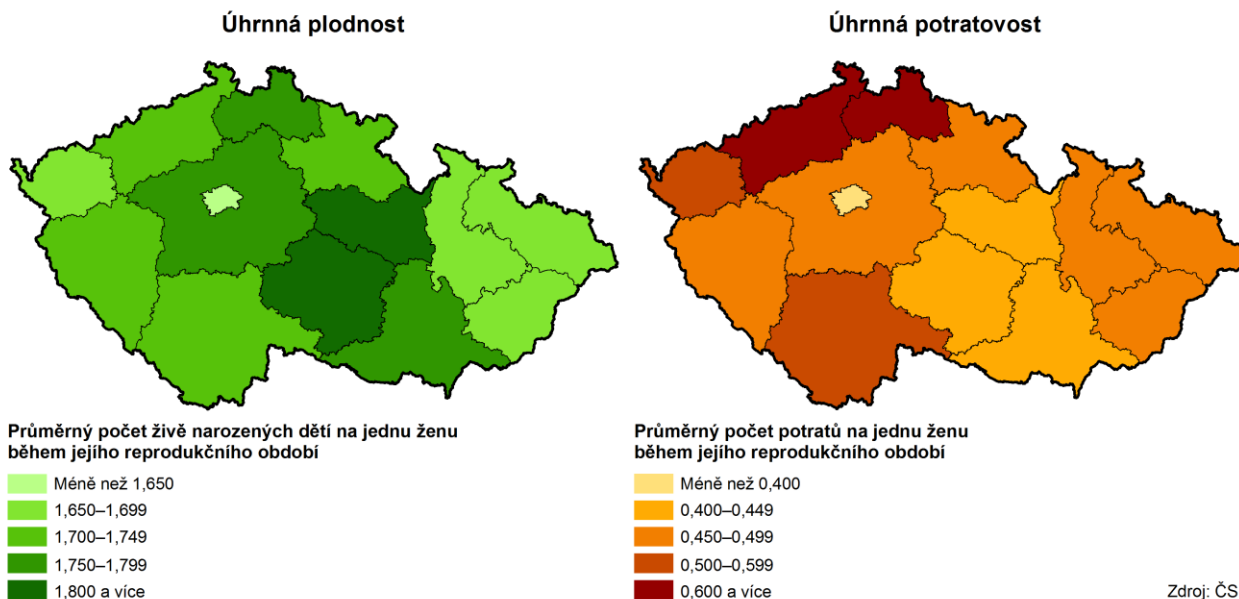 Úhrnná plodnost
Úhrnná potratovost
Průměrný počet živě narozených dětí na jednu ženu
během jejího reprodukčního období
Méně než 1,650
1,650–1,699
1,700–1,749
1,750–1,799
1,800 a více
Průměrný počet potratů na jednu ženu
během jejího reprodukčního období
Méně než 0,400
0,400–0,449
0,450–0,499
0,500–0,599
0,600 a více
Zdroj: ČS